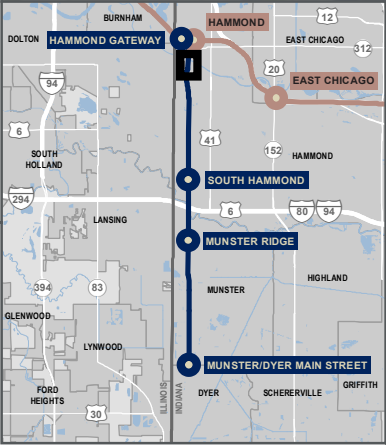 BURNHAM
HAMMOND
12
DOLTON
HAMMOND GATEWAY
EAST CHICAGO
312
94
20
EAST CHICAGO
6
41
152
SOUTH
HOLLAND
HAMMOND
SOUTH HAMMOND
294
6
80
94
LANSING
MUNSTER RIDGE
HIGHLAND
394
83
MUNSTER
GLENWOOD
LYNWOOD
MUNSTER/DYER MAIN STREET
FORD
HEIGHTS
ILLINOIS
INDIANA
DYER
SCHERERVILLE
GRIFFITH
30